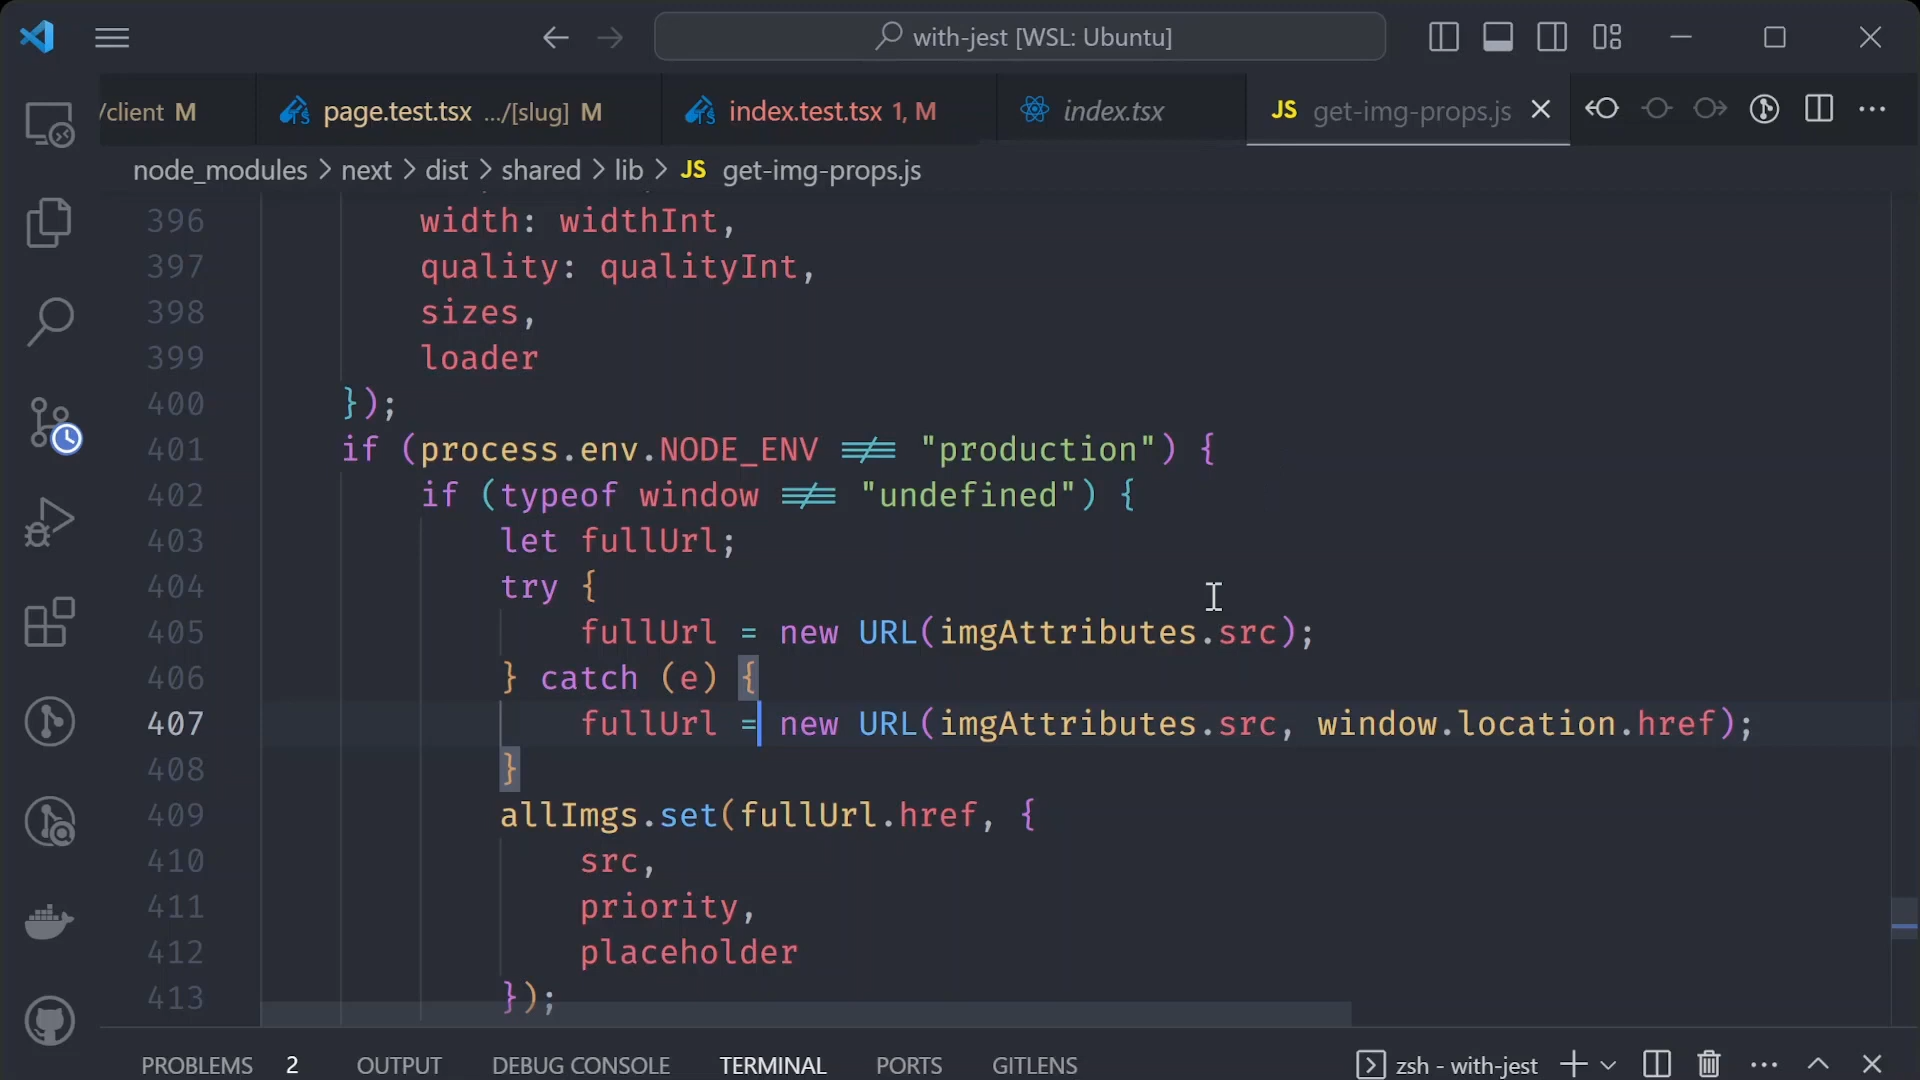 with-jest [WSL: Ubuntu]
/client M
page.test.tsx .../[slug] M
index.test.tsx 1, M
index.tsx
JS get-img-props.js
node_modules > next > dist > shared > lib > JS get-img-props.js
396 width: widthInt,
397 quality: qualityInt,
398 sizes,
399 loader
400 });
401 if (process.env.NODE_ENV !== "production") {
402 if (typeof window !== "undefined") {
403 let fullUrl;
404 try {
405 fullUrl = new URL(imgAttributes.src);
406 } catch (e) {
407 fullUrl = new URL(imgAttributes.src, window.location.href);
408 }
409 allImgs.set(fullUrl.href, {
410 src,
411 priority,
412 placeholder
413 });
PROBLEMS 2 OUTPUT DEBUG CONSOLE TERMINAL PORTS GITLENS zsh - with-jest